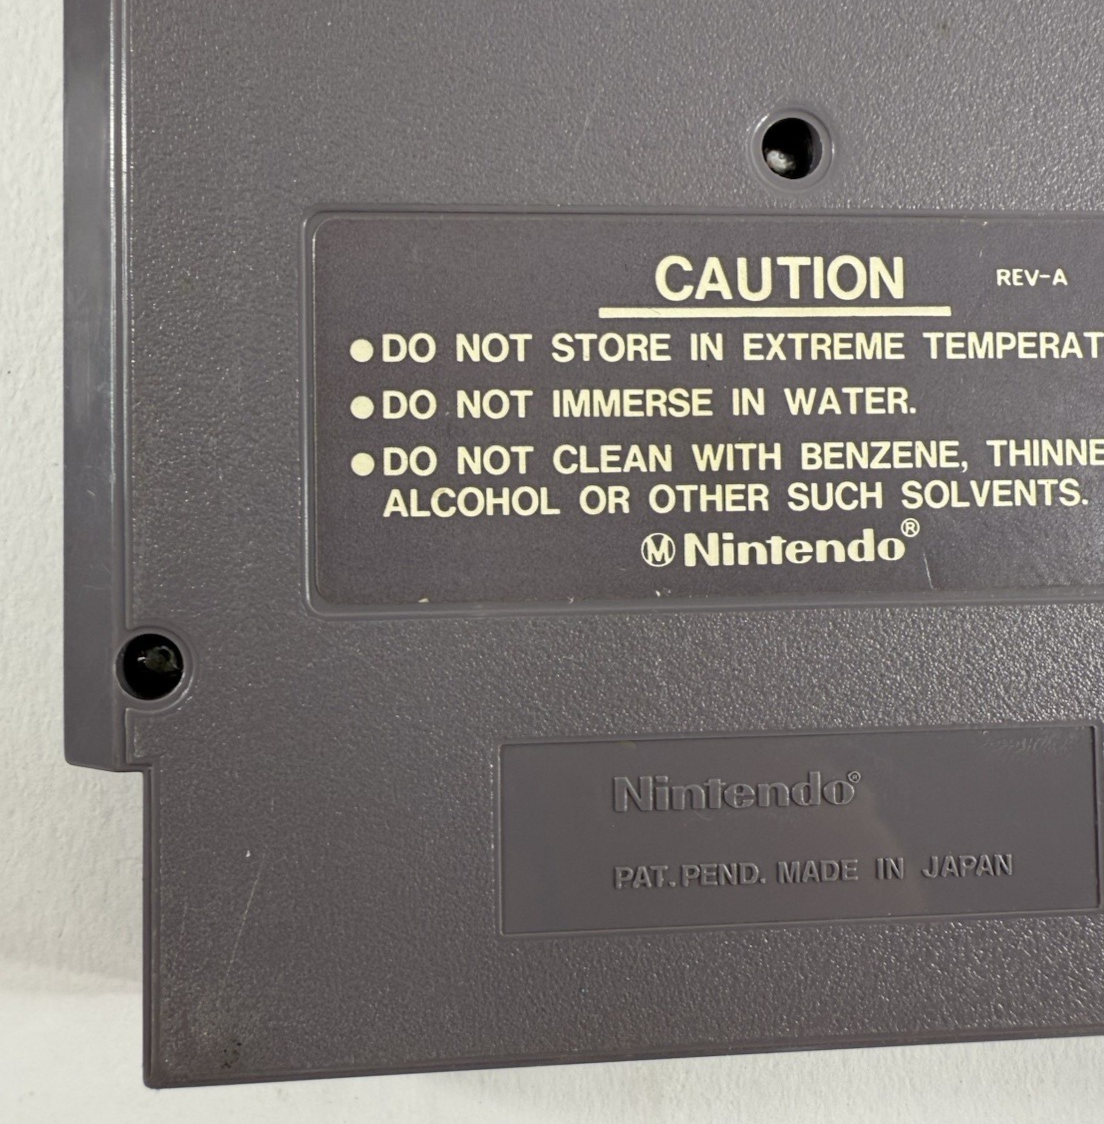 CAUTION REV-A
●DO NOT STORE IN EXTREME TEMPERAT
●DO NOT IMMERSE IN WATER.
●DO NOT CLEAN WITH BENZENE, THINNE
ALCOHOL OR OTHER SUCH SOLVENTS.
Ⓜ Nintendo®
Nintendo®
PAT. PEND. MADE IN JAPAN